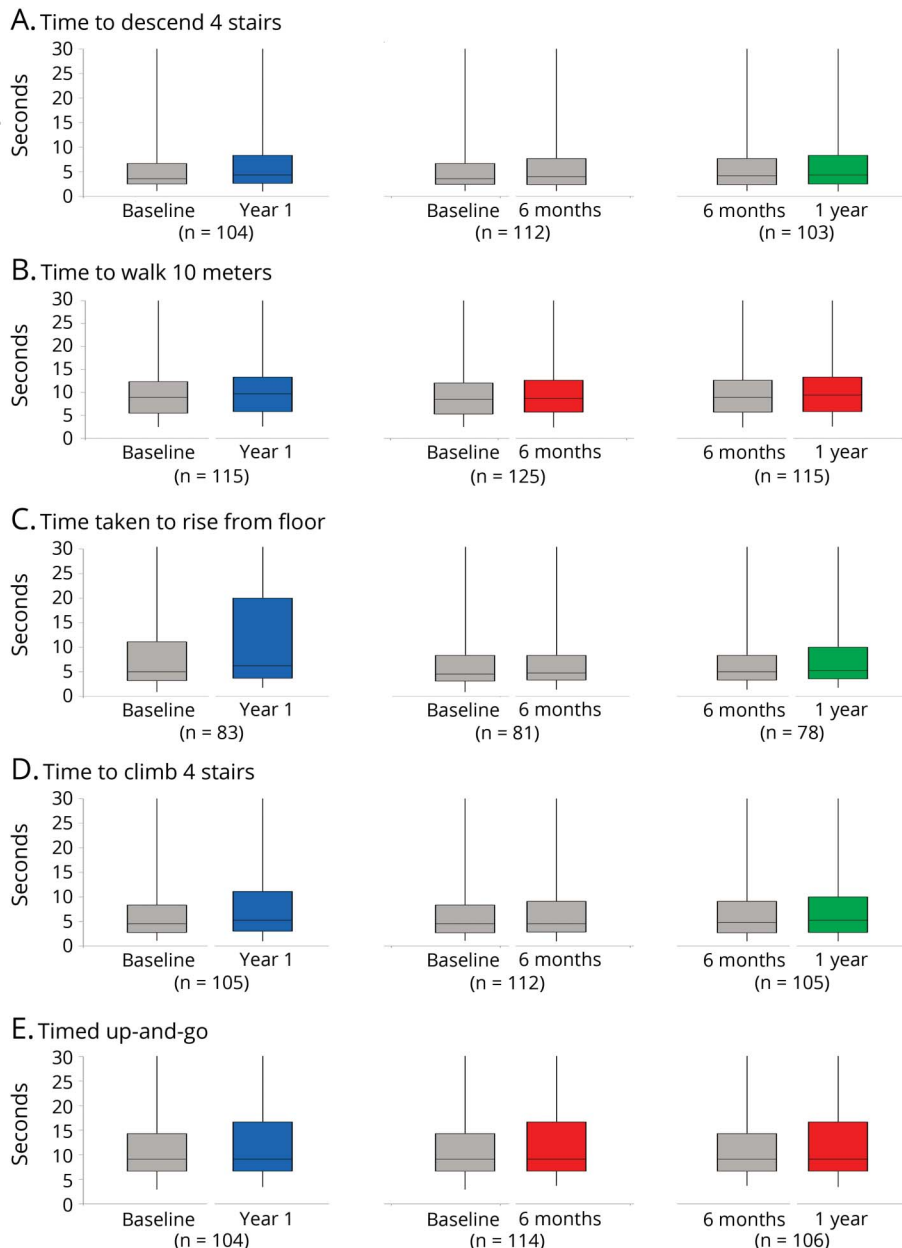 A. Time to descend 4 stairs
Seconds
30
25
20
15
10
5
0
Baseline Year 1 Baseline 6 months 6 months 1 year
(n = 104) (n = 112) (n = 103)
B. Time to walk 10 meters
Seconds
30
25
20
15
10
5
0
Baseline Year 1 Baseline 6 months 6 months 1 year
(n = 115) (n = 125) (n = 115)
C. Time taken to rise from floor
Seconds
30
25
20
15
10
5
0
Baseline Year 1 Baseline 6 months 6 months 1 year
(n = 83) (n = 81) (n = 78)
D. Time to climb 4 stairs
Seconds
30
25
20
15
10
5
0
Baseline Year 1 Baseline 6 months 6 months 1 year
(n = 105) (n = 112) (n = 105)
E. Timed up-and-go
Seconds
30
25
20
15
10
5
0
Baseline Year 1 Baseline 6 months 6 months 1 year
(n = 104) (n = 114) (n = 106)